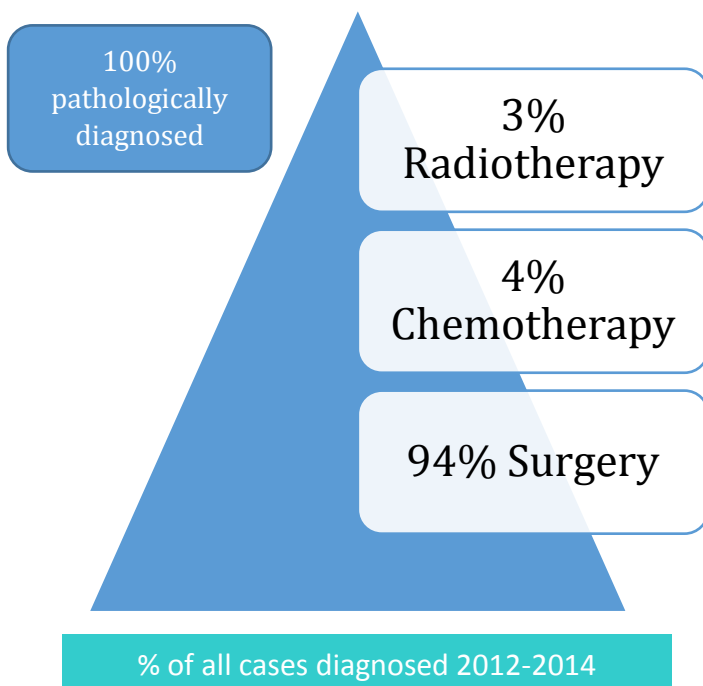 100%
pathologically
diagnosed
3%
Radiotherapy
4%
Chemotherapy
94% Surgery
% of all cases diagnosed 2012-2014